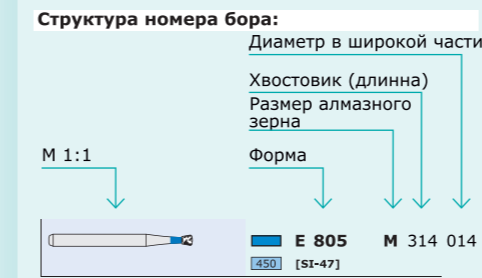 Структура номера бора:
Диаметр в широкой части
Хвостовик (длинна)
Размер алмазного
зерна
М 1:1
Форма
E 805 M 314 014
450 [SI-47]